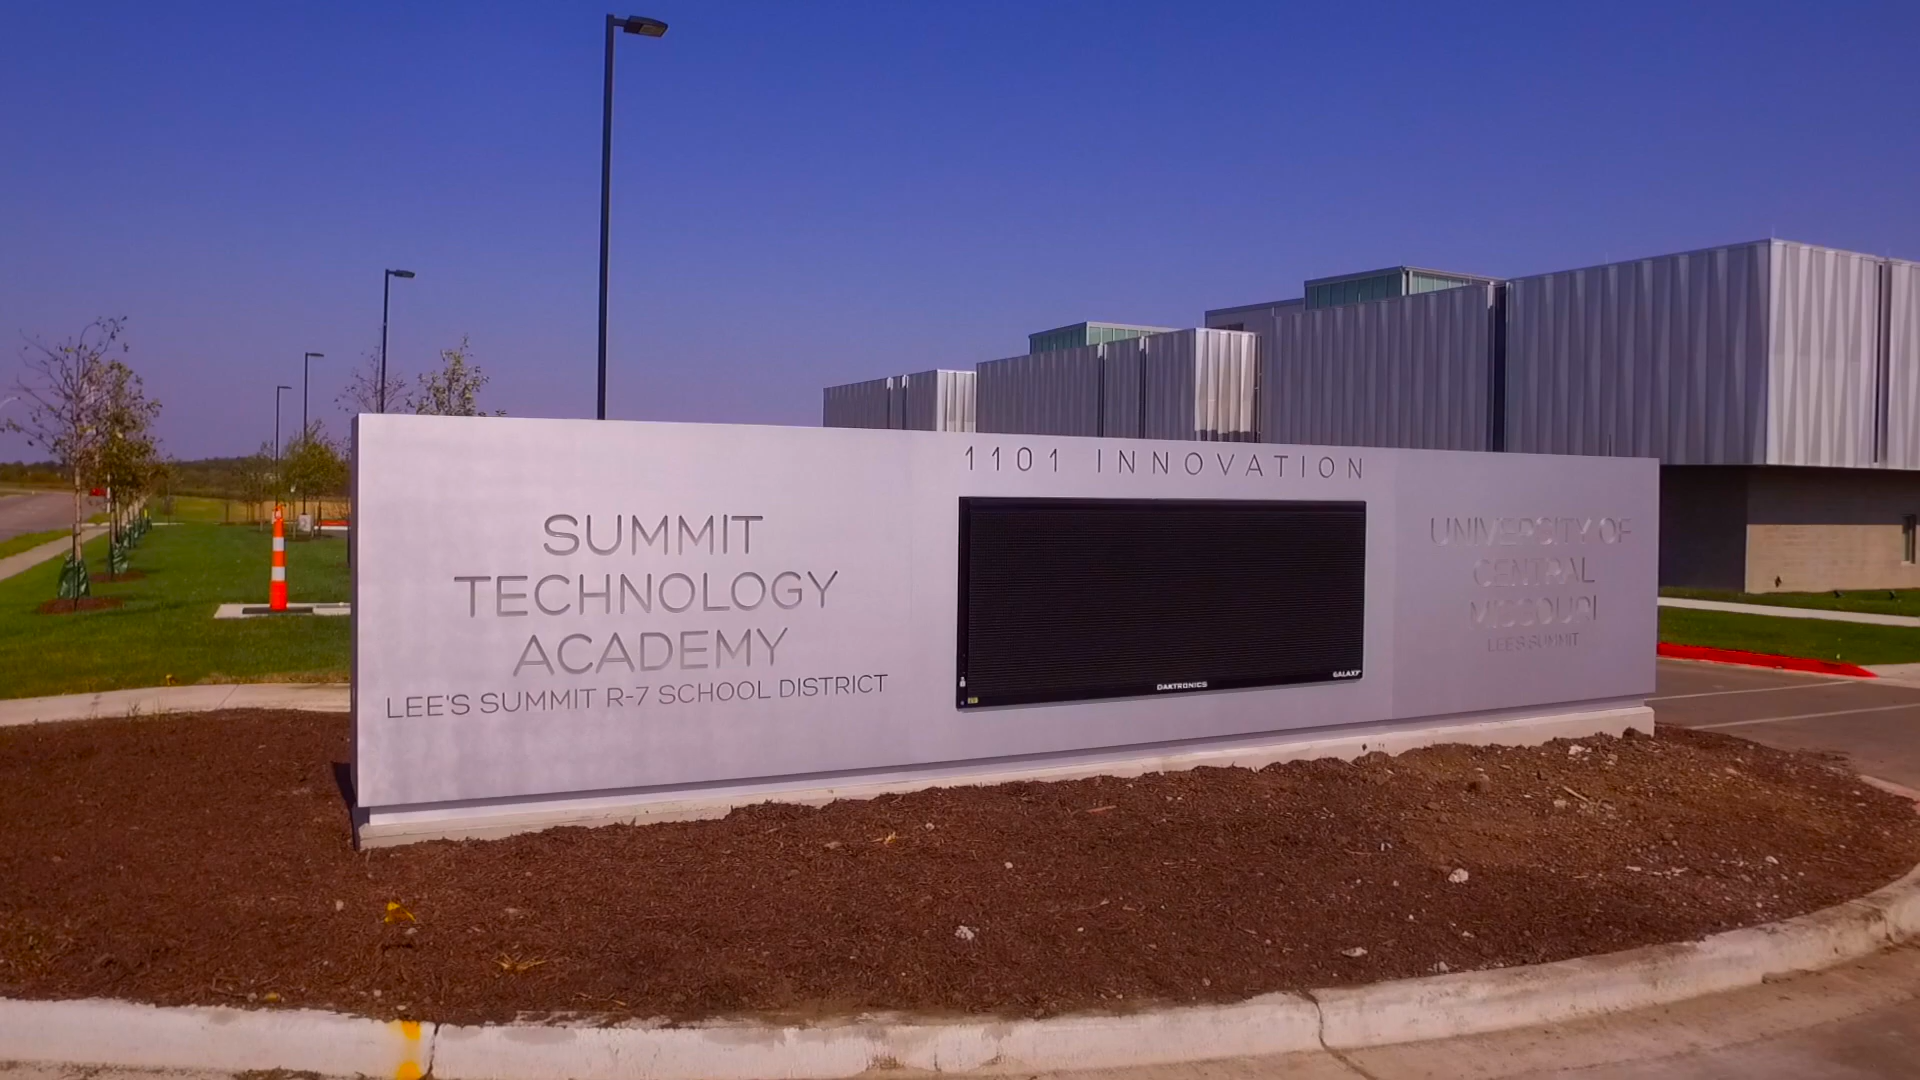 1101 INNOVATION
SUMMIT
TECHNOLOGY
ACADEMY
LEE'S SUMMIT R-7 SCHOOL DISTRICT
DAKTRONICS
GALAXY
UNIVERSITY OF
CENTRAL
MISSOURI
LEE'S SUMMIT